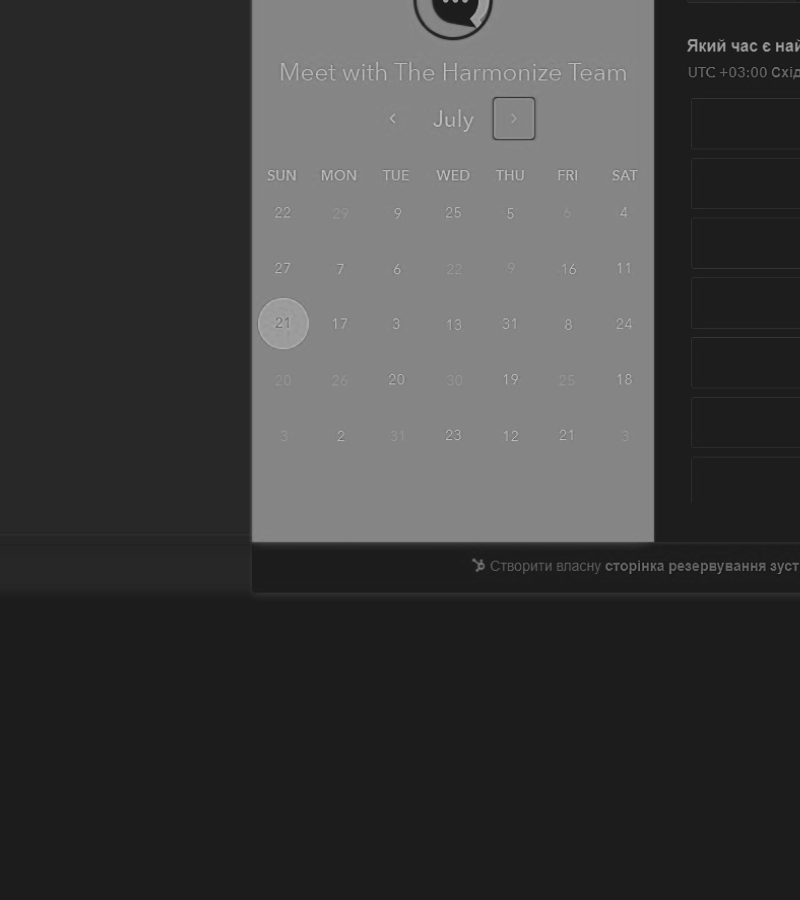 Meet with The Harmonize Team
July
SUN MON TUE WED THU FRI SAT
22 29 9 25 5 6 4
27 7 6 22 9 16 11
21 17 3 13 31 8 24
20 26 20 30 19 25 18
3 2 31 23 12 21 3
Який час є най
UTC +03:00 Схід
Створити власну сторінка резервування зуст